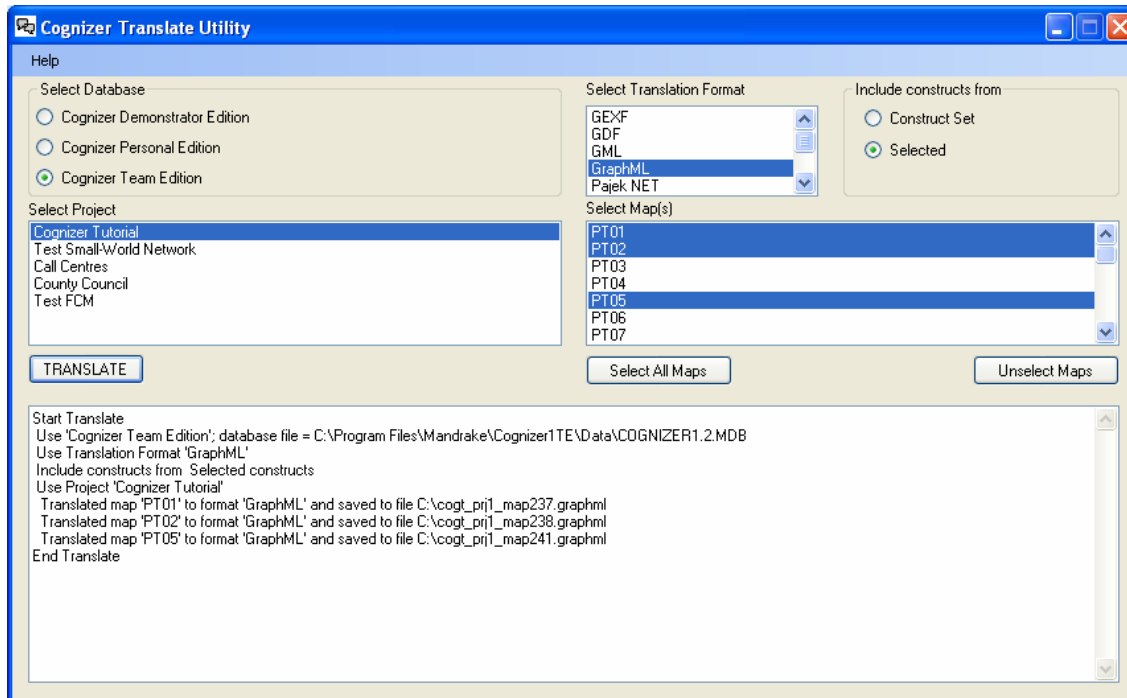 Cognizer Translate Utility
Help
Select Database
Cognizer Demonstrator Edition
Cognizer Personal Edition
Cognizer Team Edition
Select Translation Format
GEXF
GDF
GML
GraphML
Pajek NET
Include constructs from
Construct Set
Selected
Select Project
Cognizer Tutorial
Test Small-World Network
Call Centres
County Council
Test FCM
Select Map(s)
PT01
PT02
PT03
PT04
PT05
PT06
PT07
TRANSLATE
Select All Maps
Unselect Maps
Start Translate
Use 'Cognizer Team Edition'; database file = C:\Program Files\Mandrake\Cognizer1TE\Data\COGNIZER1.2.MDB
Use Translation Format 'GraphML'
Include constructs from  Selected constructs
Use Project 'Cognizer Tutorial'
Translated map 'PT01' to format 'GraphML' and saved to file C:\cogt_prj1_map237.graphml
Translated map 'PT02' to format 'GraphML' and saved to file C:\cogt_prj1_map238.graphml
Translated map 'PT05' to format 'GraphML' and saved to file C:\cogt_prj1_map241.graphml
End Translate